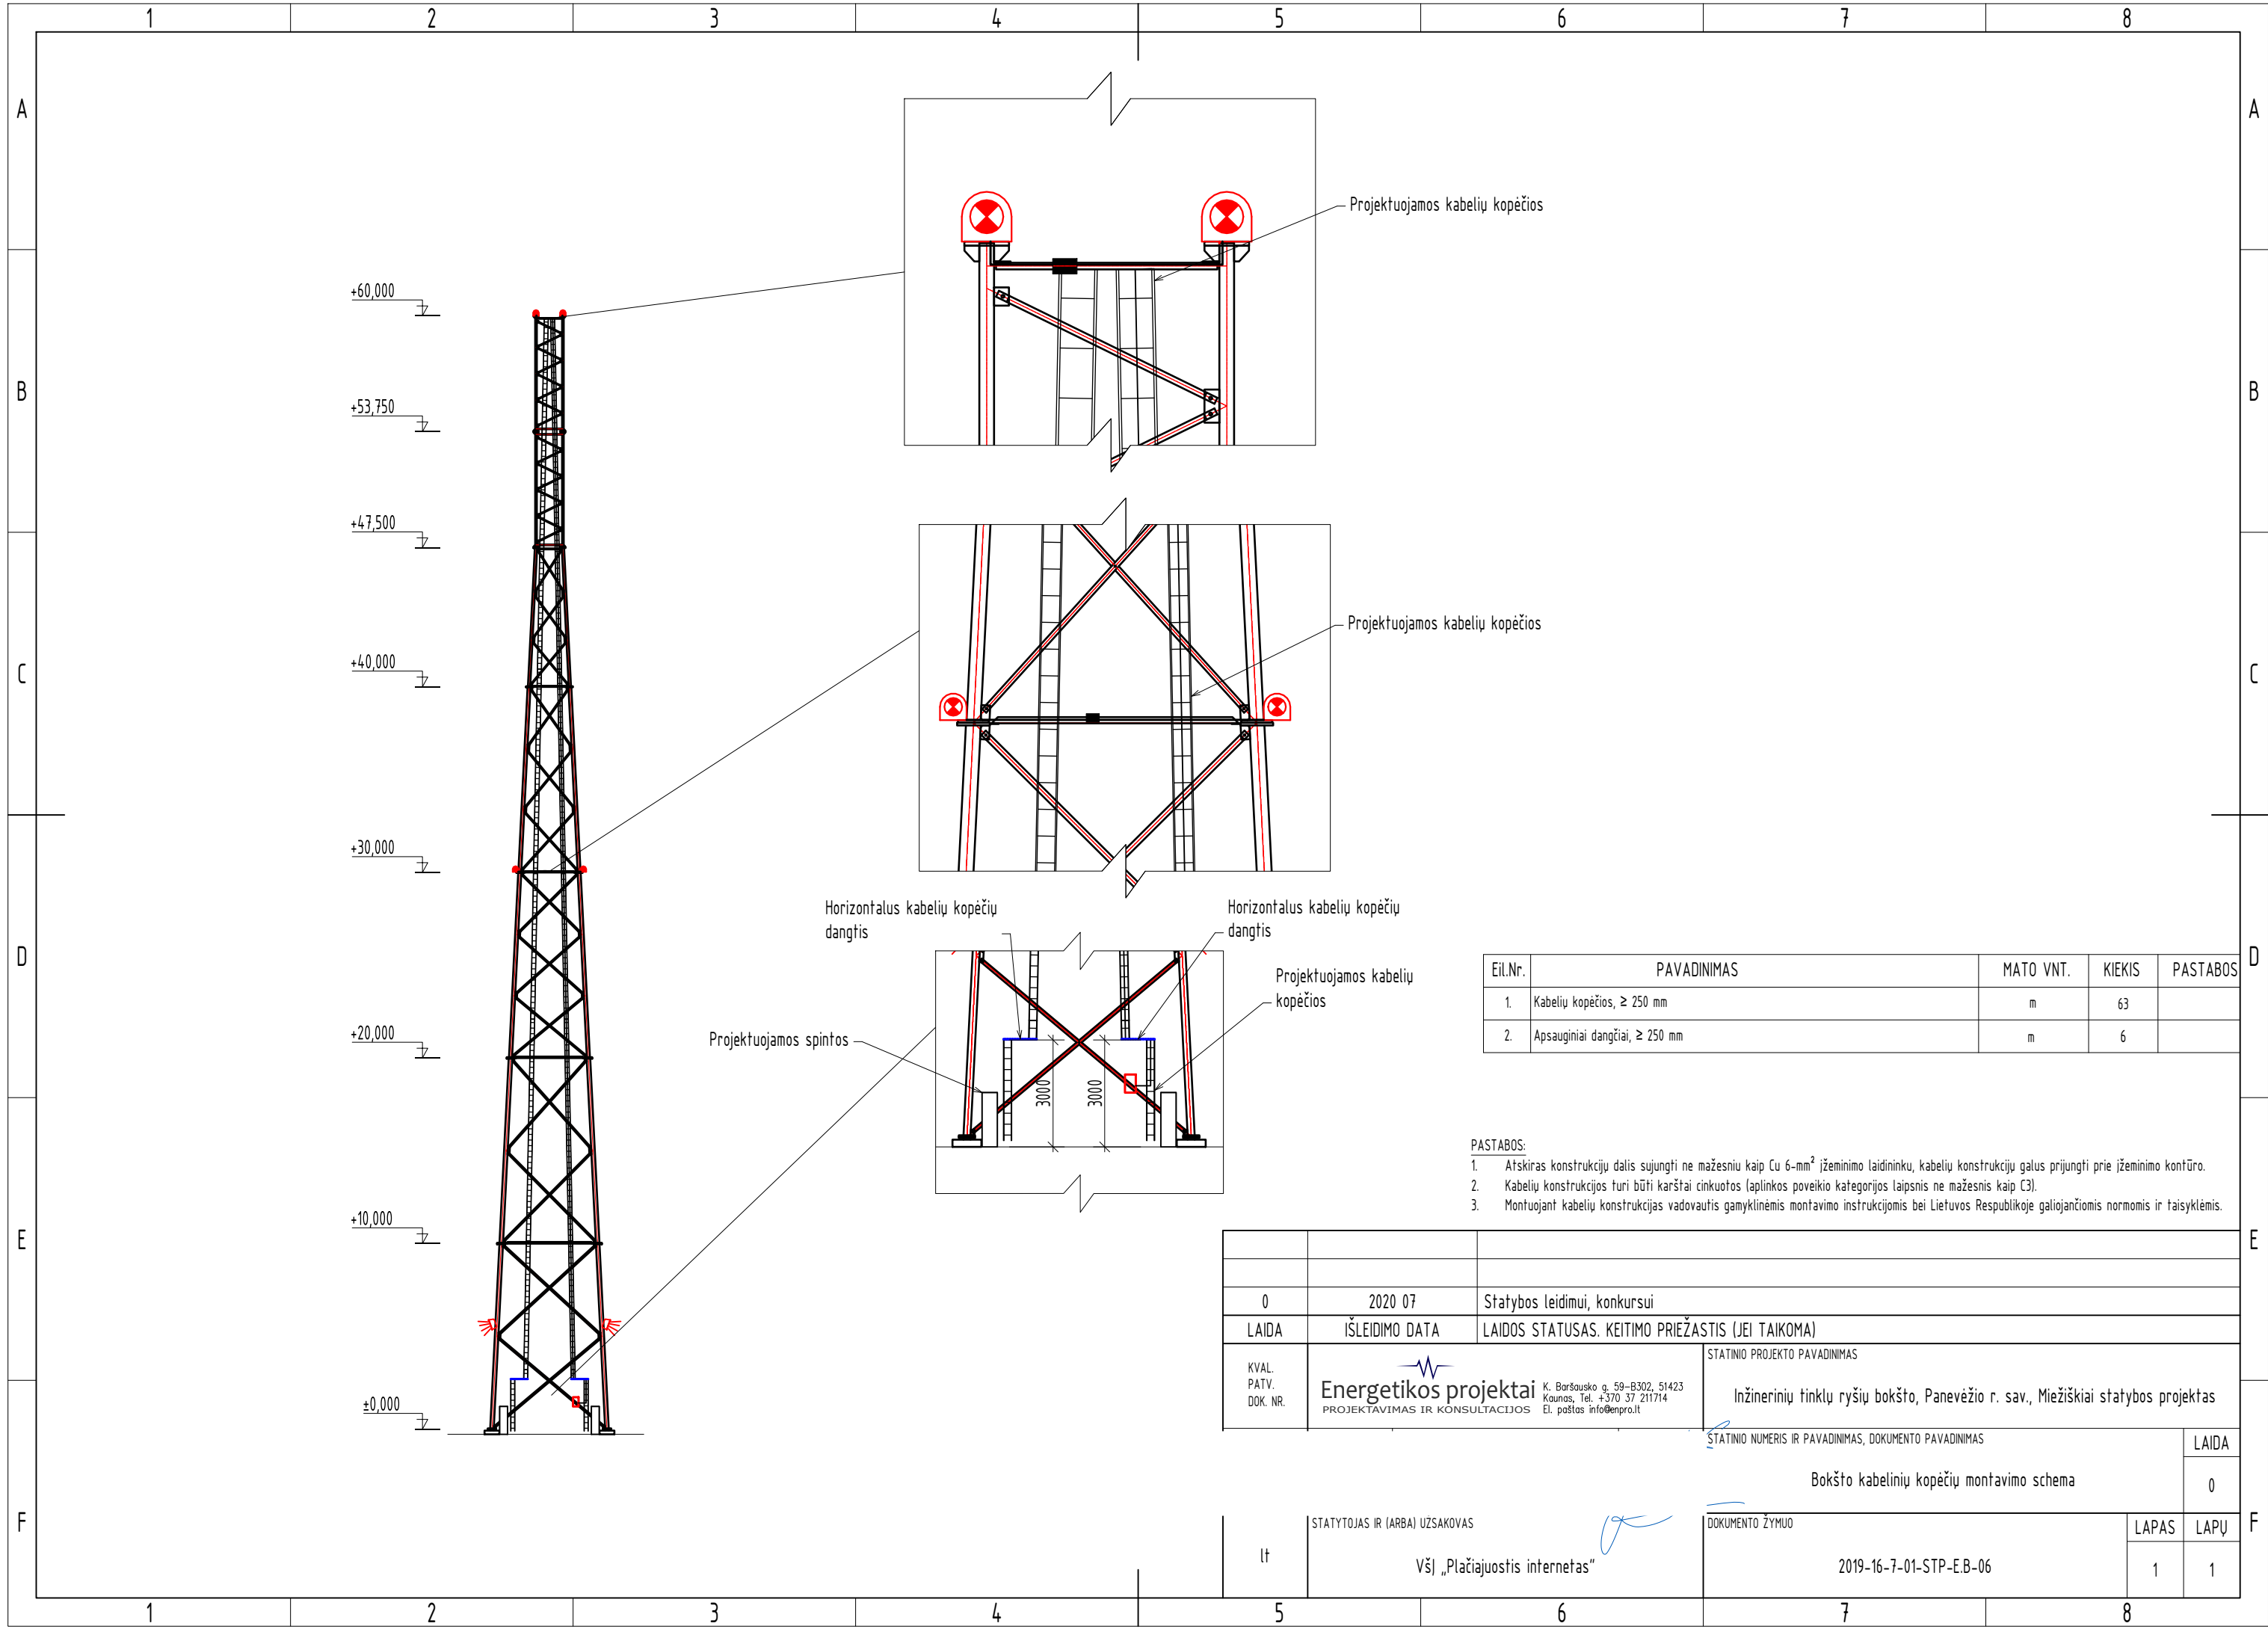 1 2 3 4 5 6 7 8
A A
Projektuojamos kabelių kopėčios
+60,000
B B
+53,750
+47,500
Projektuojamos kabelių kopėčios
+40,000
C C
+30,000
Horizontalus kabelių kopėčių
dangtis
Horizontalus kabelių kopėčių
dangtis
D D
Projektuojamos kabelių
kopėčios
Projektuojamos spintos
3000
3000
+20,000
Eil.Nr. PAVADINIMAS MATO VNT. KIEKIS PASTABOS
1. Kabelių kopėčios, ≥ 250 mm m 63
2. Apsauginiai dangčiai, ≥ 250 mm m 6
PASTABOS:
1. Atskiras konstrukcijų dalis sujungti ne mažesniu kaip Cu 6-mm² įžeminimo laidininku, kabelių konstrukcijų galus prijungti prie įžeminimo kontūro.
2. Kabelių konstrukcijos turi būti karštai cinkuotos (aplinkos poveikio kategorijos laipsnis ne mažesnis kaip C3).
3. Montuojant kabelių konstrukcijas vadovautis gamyklinėmis montavimo instrukcijomis bei Lietuvos Respublikoje galiojančiomis normomis ir taisyklėmis.
+10,000
E E
±0,000
0 2020 07 Statybos leidimui, konkursui
LAIDA IŠLEIDIMO DATA LAIDOS STATUSAS. KEITIMO PRIEŽASTIS (JEI TAIKOMA)
KVAL.
PATV.
DOK. NR.
Energetikos projektai
PROJEKTAVIMAS IR KONSULTACIJOS
K. Baršausko g. 59-B302, 51423
Kaunas, Tel. +370 37 211714
El. paštas info@enpro.lt
STATINIO PROJEKTO PAVADINIMAS
Inžinerinių tinklų ryšių bokšto, Panevėžio r. sav., Miežiškiai statybos projektas
STATINIO NUMERIS IR PAVADINIMAS, DOKUMENTO PAVADINIMAS LAIDA
Bokšto kabelinių kopėčių montavimo schema 0
F F
lt
STATYTOJAS IR (ARBA) UŽSAKOVAS
VšĮ „Plačiajuostis internetas“
DOKUMENTO ŽYMUO LAPAS LAPŲ
2019-16-7-01-STP-E.B-06 1 1
1 2 3 4 5 6 7 8